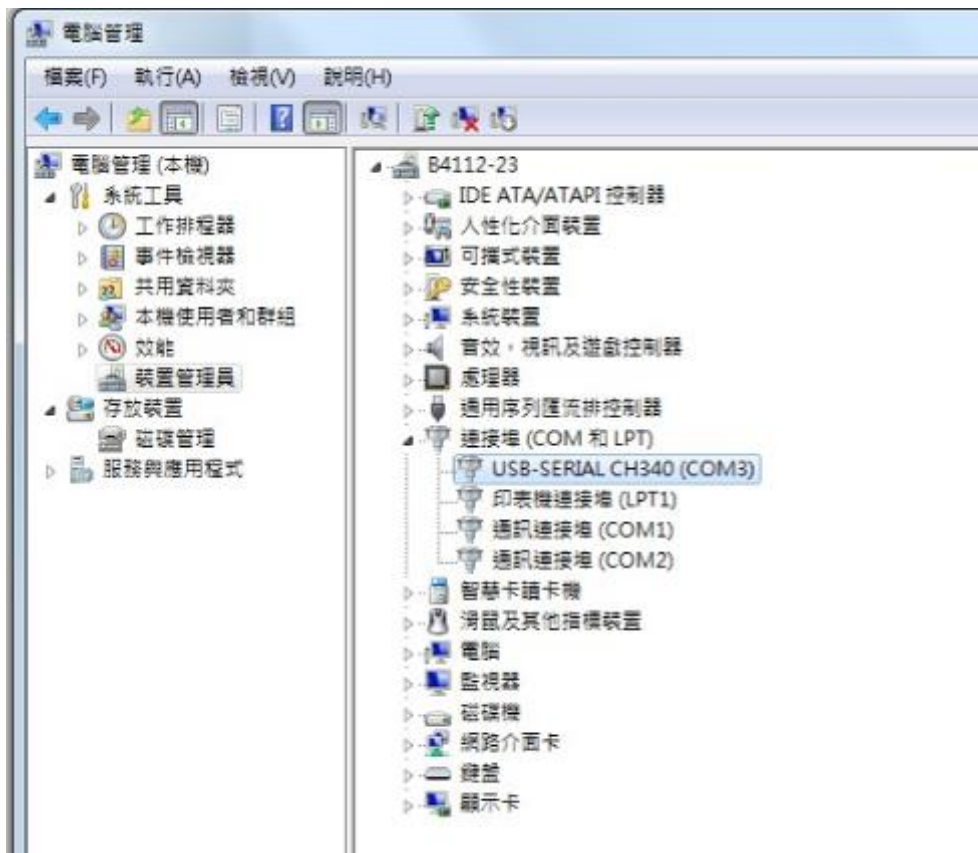 電腦管理
檔案(F) 執行(A) 檢視(V) 說明(H)
電腦管理 (本機)
系統工具
工作排程器
事件檢視器
共用資料夾
本機使用者和群組
效能
裝置管理員
存放裝置
磁碟管理
服務與應用程式
B4112-23
IDE ATA/ATAPI 控制器
人性化介面裝置
可攜式裝置
安全性裝置
系統裝置
音效，視訊及遊戲控制器
處理器
通用序列匯流排控制器
連接埠 (COM 和 LPT)
USB-SERIAL CH340 (COM3)
印表機連接埠 (LPT1)
通訊連接埠 (COM1)
通訊連接埠 (COM2)
智慧卡讀卡機
滑鼠及其他指標裝置
電腦
監視器
磁碟機
網路介面卡
鍵盤
顯示卡